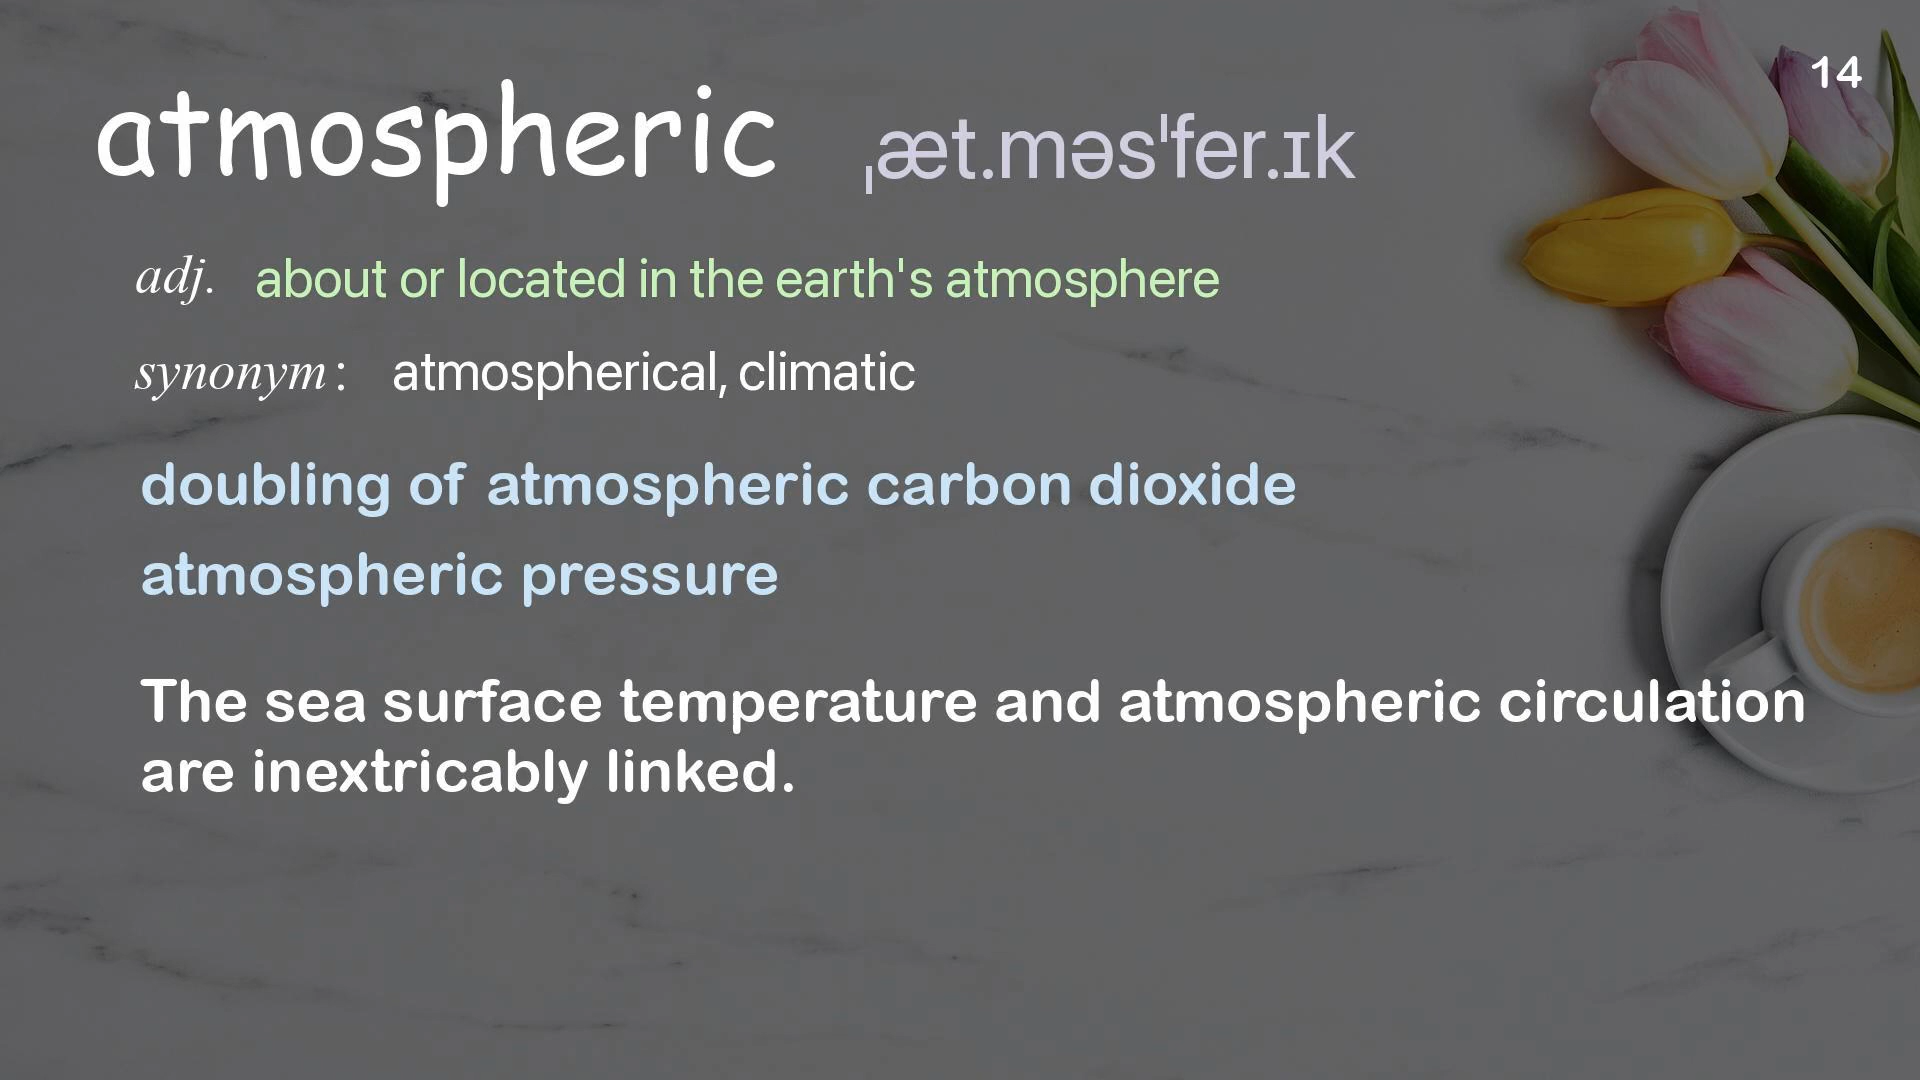 14
atmospheric ˌæt.məsˈfer.ɪk
adj. about or located in the earth's atmosphere
synonym: atmospherical, climatic
doubling of atmospheric carbon dioxide
atmospheric pressure
The sea surface temperature and atmospheric circulation
are inextricably linked.